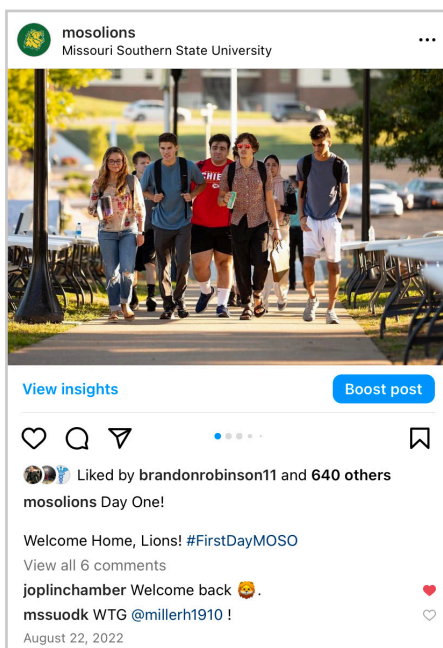 mosolions
Missouri Southern State University
CHIE
View insights
Boost post
Liked by brandonrobinson11 and 640 others
mosolions Day One!
Welcome Home, Lions! #FirstDayMOSO
View all 6 comments
joplinchamber Welcome back 🦁.
mssuodk WTG @millerh1910 !
August 22, 2022